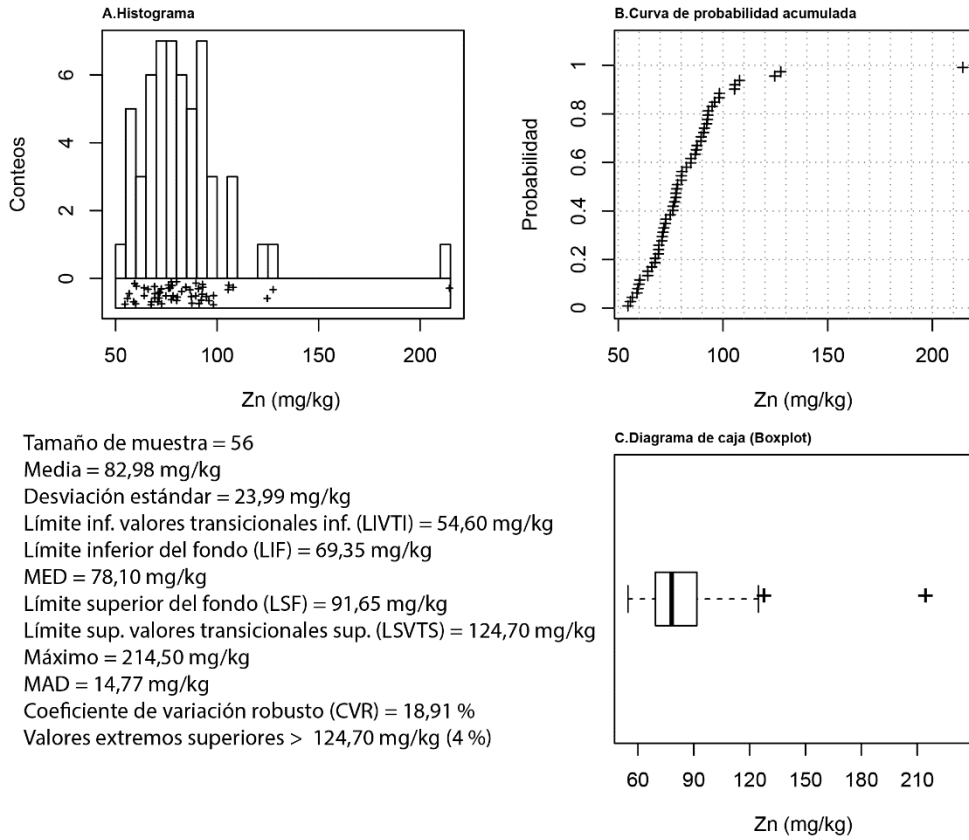 A.Histograma
Conteos
6
4
2
0
50 100 150 200
Zn (mg/kg)
B.Curva de probabilidad acumulada
Probabilidad
1
0.8
0.6
0.4
0.2
0
50 100 150 200
Zn (mg/kg)
Tamaño de muestra = 56
Media = 82,98 mg/kg
Desviación estándar = 23,99 mg/kg
Límite inf. valores transicionales inf. (LIVTI) = 54,60 mg/kg
Límite inferior del fondo (LIF) = 69,35 mg/kg
MED = 78,10 mg/kg
Límite superior del fondo (LSF) = 91,65 mg/kg
Límite sup. valores transicionales sup. (LSVTS) = 124,70 mg/kg
Máximo = 214,50 mg/kg
MAD = 14,77 mg/kg
Coeficiente de variación robusto (CVR) = 18,91 %
Valores extremos superiores > 124,70 mg/kg (4 %)
C.Diagrama de caja (Boxplot)
60 90 120 150 180 210
Zn (mg/kg)